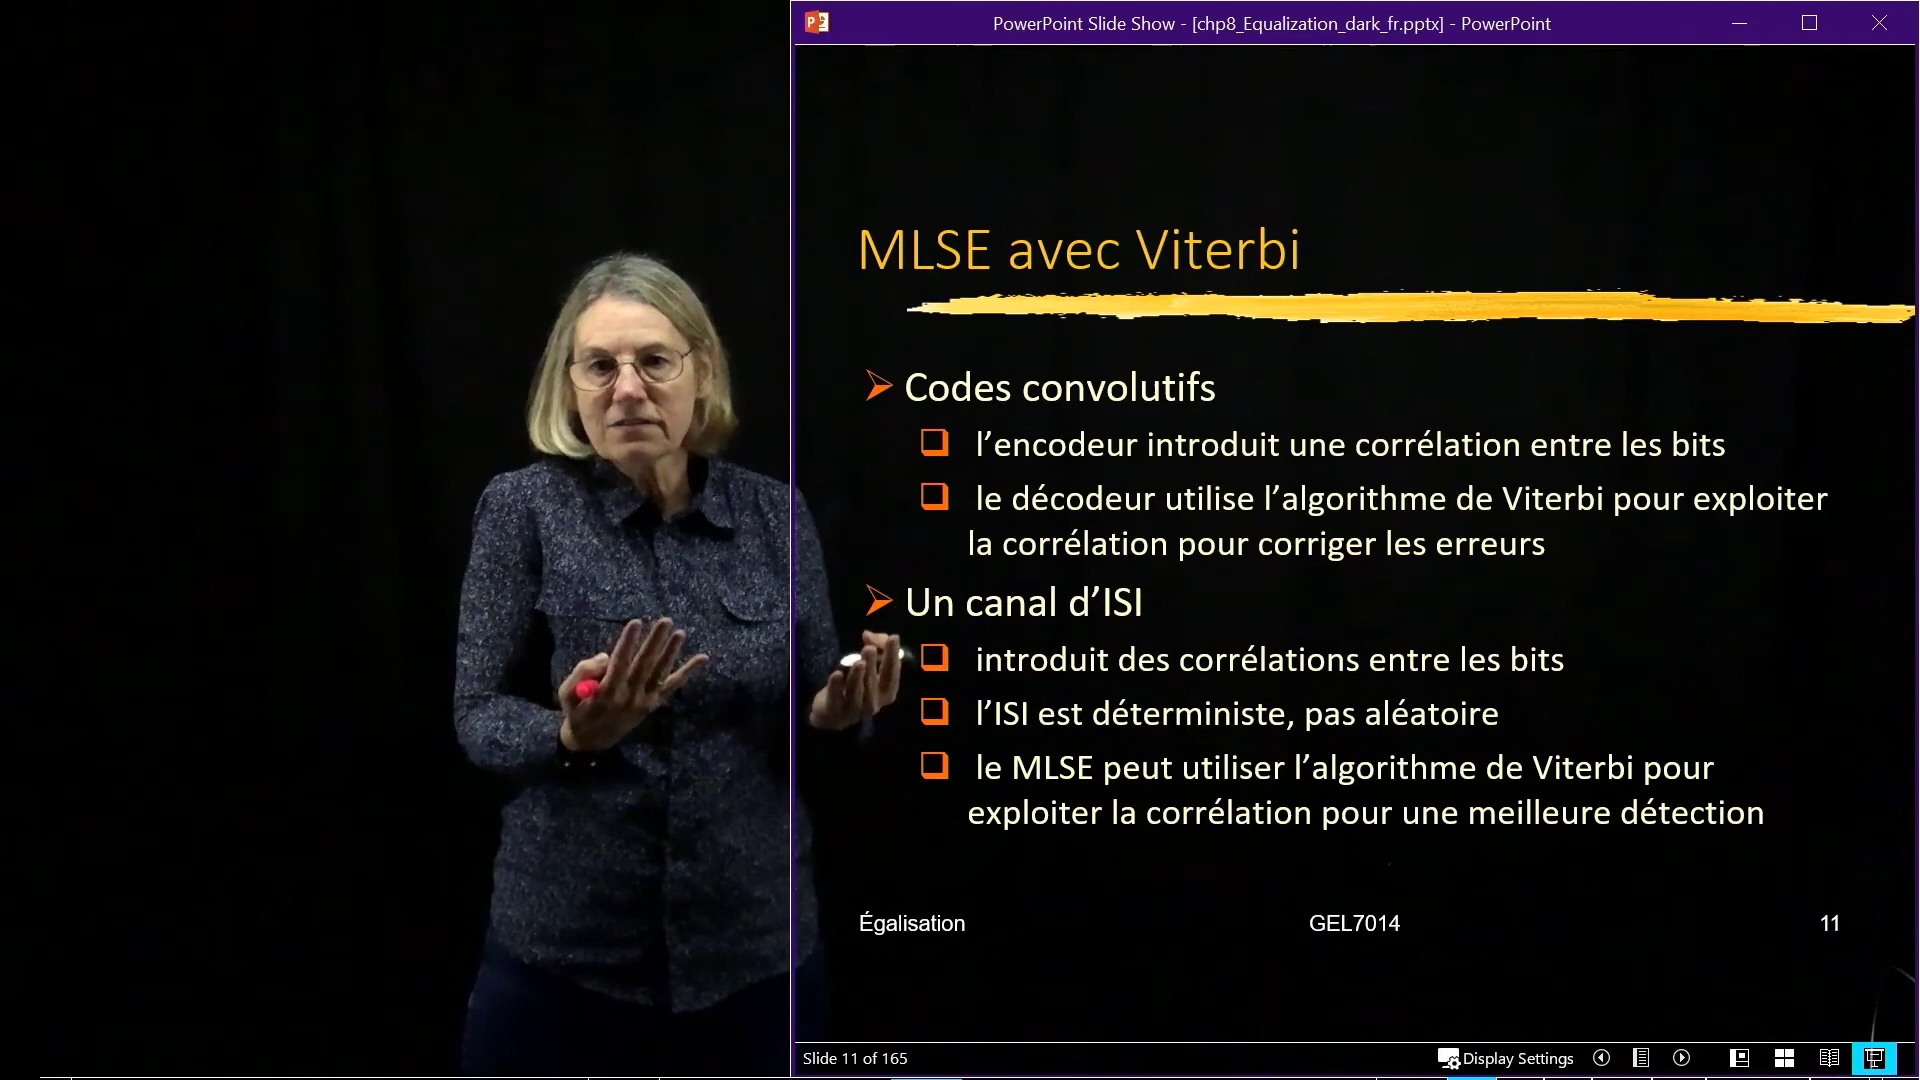 PowerPoint Slide Show - [chp8_Equalization_dark_fr.pptx] - PowerPoint
MLSE avec Viterbi
Codes convolutifs
l’encodeur introduit une corrélation entre les bits
le décodeur utilise l’algorithme de Viterbi pour exploiter
la corrélation pour corriger les erreurs
Un canal d’ISI
introduit des corrélations entre les bits
l’ISI est déterministe, pas aléatoire
le MLSE peut utiliser l’algorithme de Viterbi pour
exploiter la corrélation pour une meilleure détection
Égalisation
GEL7014
11
Slide 11 of 165
Display Settings